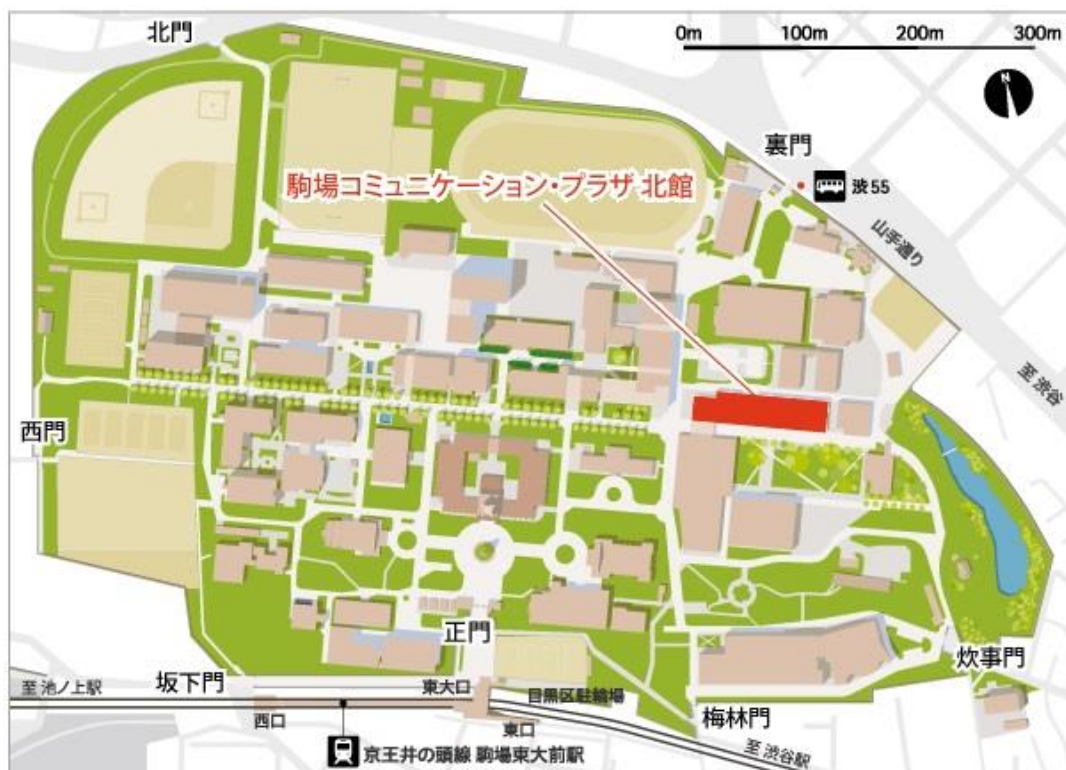 北門
0m 100m 200m 300m
N
裏門
渋55
駒場コミュニケーション・プラザ 北館
山手通り
至 渋谷
西門
正門
炊事門
坂下門
至 池ノ上駅
東大口
目黒区駐輪場
梅林門
西口
東口
至 渋谷駅
京王井の頭線 駒場東大前駅